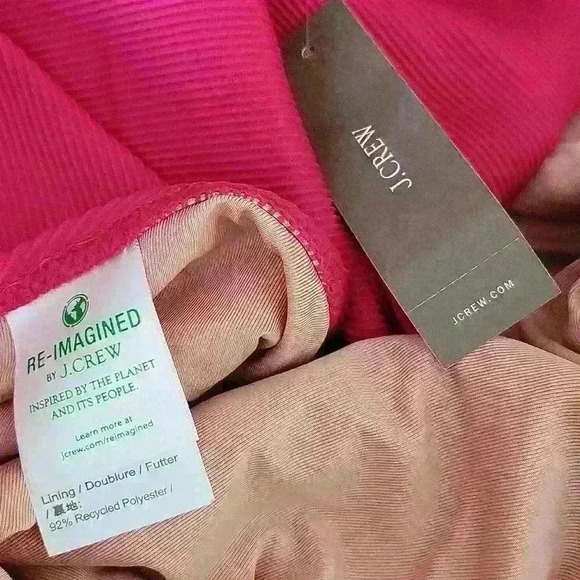 J.CREW
JCREW.COM
RE-IMAGINED
BY J.CREW
INSPIRED BY THE PLANET
AND ITS PEOPLE.
Learn more at
jcrew.com/reimagined
Lining / Doublure / Futter
/ 裏地:
92% Recycled Polyester /